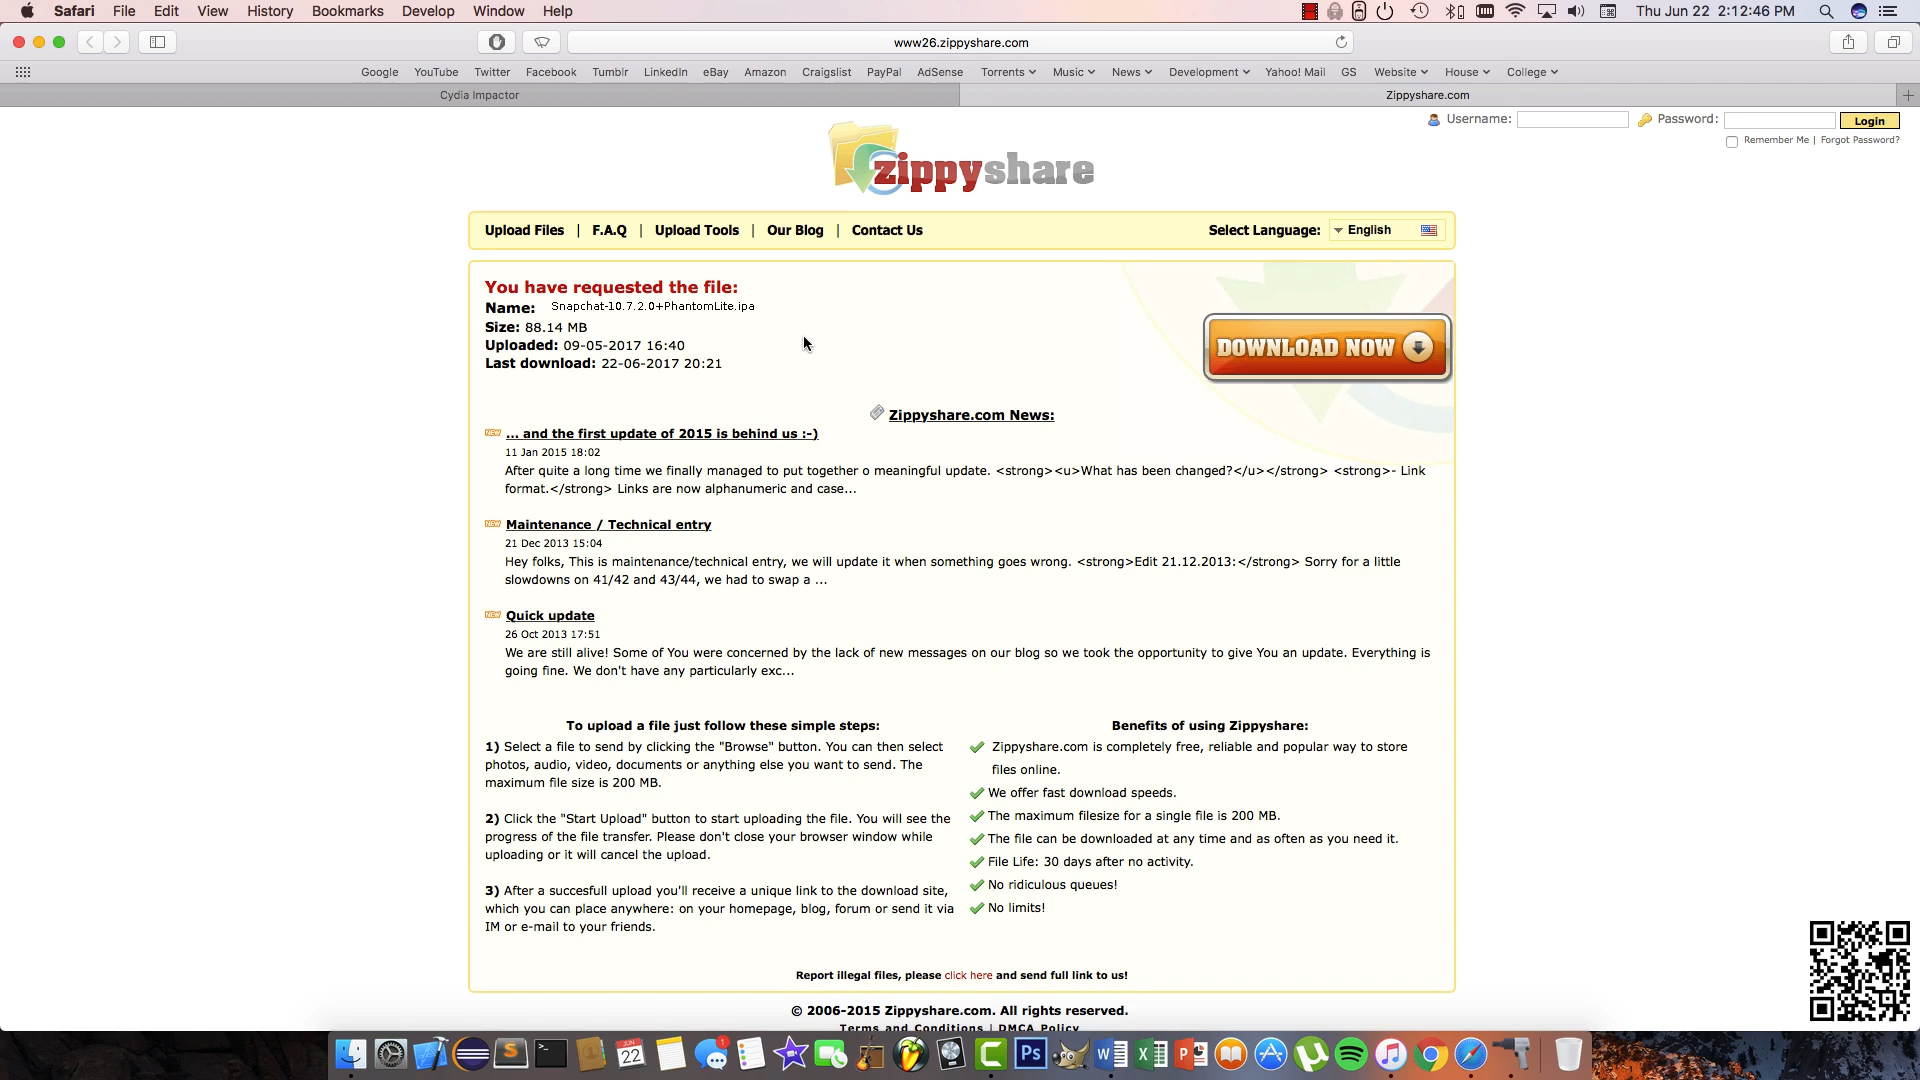 Safari File Edit View History Bookmarks Develop Window Help Thu Jun 22 2:12:46 PM
www26.zippyshare.com
Google YouTube Twitter Facebook Tumblr LinkedIn eBay Amazon Craigslist PayPal AdSense Torrents Music News Development Yahoo! Mail GS Website House College
Cydia Impactor Zippyshare.com
Username: Password: Login
Remember Me | Forgot Password?
zippyshare
Upload Files | F.A.Q | Upload Tools | Our Blog | Contact Us Select Language: English
You have requested the file:
Name: Snapchat-10.7.2.0+PhantomLite.ipa
Size: 88.14 MB
Uploaded: 09-05-2017 16:40
Last download: 22-06-2017 20:21
DOWNLOAD NOW
Zippyshare.com News:
NEW ... and the first update of 2015 is behind us :-)
11 Jan 2015 18:02
After quite a long time we finally managed to put together o meaningful update. <strong><u>What has been changed?</u></strong> <strong>- Link
format.</strong> Links are now alphanumeric and case...
NEW Maintenance / Technical entry
21 Dec 2013 15:04
Hey folks, This is maintenance/technical entry, we will update it when something goes wrong. <strong>Edit 21.12.2013:</strong> Sorry for a little
slowdowns on 41/42 and 43/44, we had to swap a ...
NEW Quick update
26 Oct 2013 17:51
We are still alive! Some of You were concerned by the lack of new messages on our blog so we took the opportunity to give You an update. Everything is
going fine. We don't have any particularly exc...
To upload a file just follow these simple steps:
1) Select a file to send by clicking the "Browse" button. You can then select
photos, audio, video, documents or anything else you want to send. The
maximum file size is 200 MB.
2) Click the "Start Upload" button to start uploading the file. You will see the
progress of the file transfer. Please don't close your browser window while
uploading or it will cancel the upload.
3) After a succesfull upload you'll receive a unique link to the download site,
which you can place anywhere: on your homepage, blog, forum or send it via
IM or e-mail to your friends.
Benefits of using Zippyshare:
Zippyshare.com is completely free, reliable and popular way to store
files online.
We offer fast download speeds.
The maximum filesize for a single file is 200 MB.
The file can be downloaded at any time and as often as you need it.
File Life: 30 days after no activity.
No ridiculous queues!
No limits!
Report illegal files, please click here and send full link to us!
© 2006-2015 Zippyshare.com. All rights reserved.
Terms and Conditions | DMCA Policy
JUN 22 1 Ps